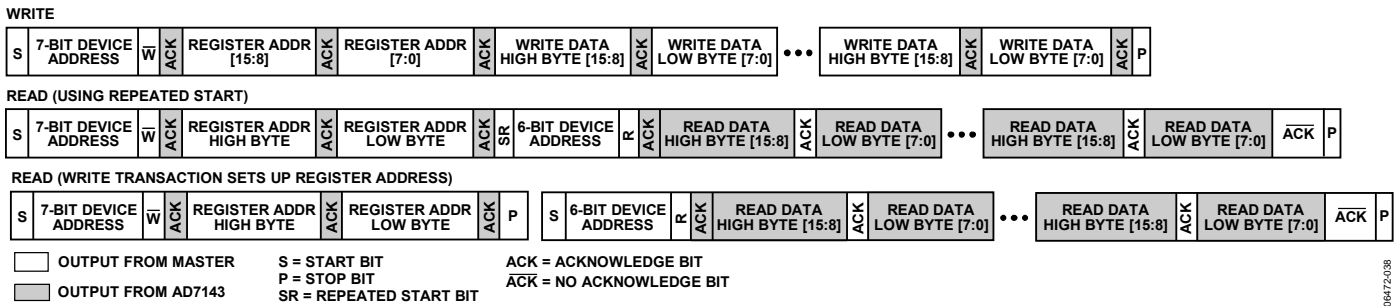 WRITE
S 7-BIT DEVICE ADDRESS W̅ ACK REGISTER ADDR [15:8] ACK REGISTER ADDR [7:0] ACK WRITE DATA HIGH BYTE [15:8] ACK WRITE DATA LOW BYTE [7:0] ••• WRITE DATA HIGH BYTE [15:8] ACK WRITE DATA LOW BYTE [7:0] ACK P
READ (USING REPEATED START)
S 7-BIT DEVICE ADDRESS W̅ ACK REGISTER ADDR HIGH BYTE ACK REGISTER ADDR LOW BYTE ACK SR 6-BIT DEVICE ADDRESS R ACK READ DATA HIGH BYTE [15:8] ACK READ DATA LOW BYTE [7:0] ••• READ DATA HIGH BYTE [15:8] ACK READ DATA LOW BYTE [7:0] A̅C̅K̅ P
READ (WRITE TRANSACTION SETS UP REGISTER ADDRESS)
S 7-BIT DEVICE ADDRESS W̅ ACK REGISTER ADDR HIGH BYTE ACK REGISTER ADDR LOW BYTE ACK P S 6-BIT DEVICE ADDRESS R ACK READ DATA HIGH BYTE [15:8] ACK READ DATA LOW BYTE [7:0] ••• READ DATA HIGH BYTE [15:8] ACK READ DATA LOW BYTE [7:0] A̅C̅K̅ P
OUTPUT FROM MASTER
OUTPUT FROM AD7143
S = START BIT
P = STOP BIT
SR = REPEATED START BIT
ACK = ACKNOWLEDGE BIT
A̅C̅K̅ = NO ACKNOWLEDGE BIT
06472-038